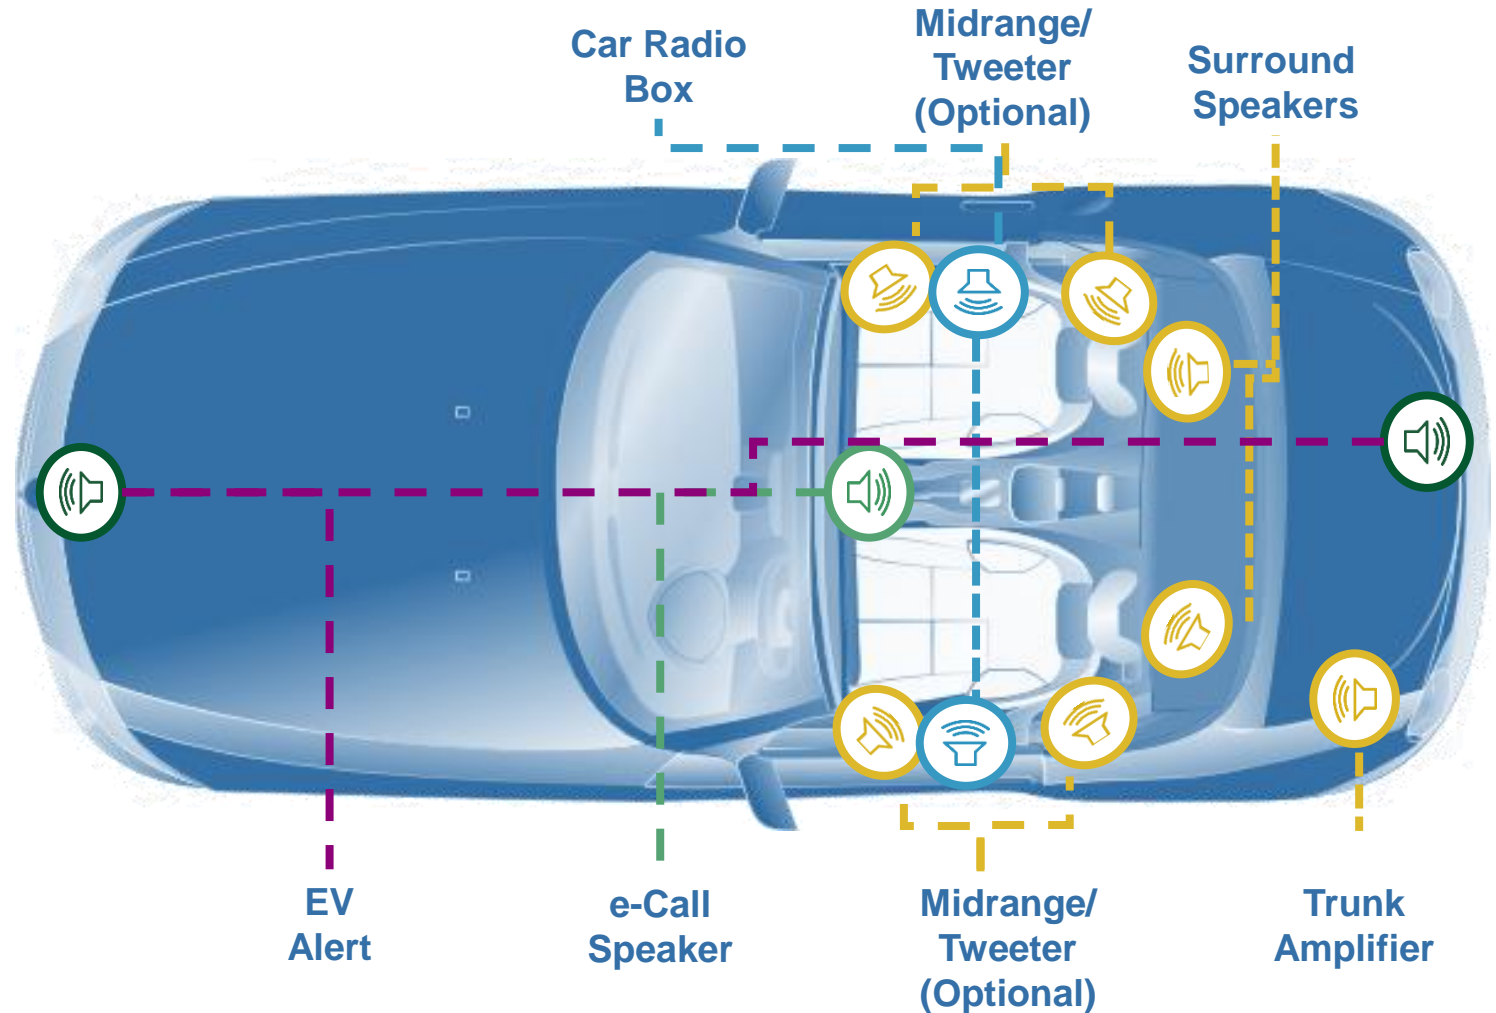 Car Radio
Box
Midrange/
Tweeter
(Optional)
Surround
Speakers
EV
Alert
e-Call
Speaker
Midrange/
Tweeter
(Optional)
Trunk
Amplifier